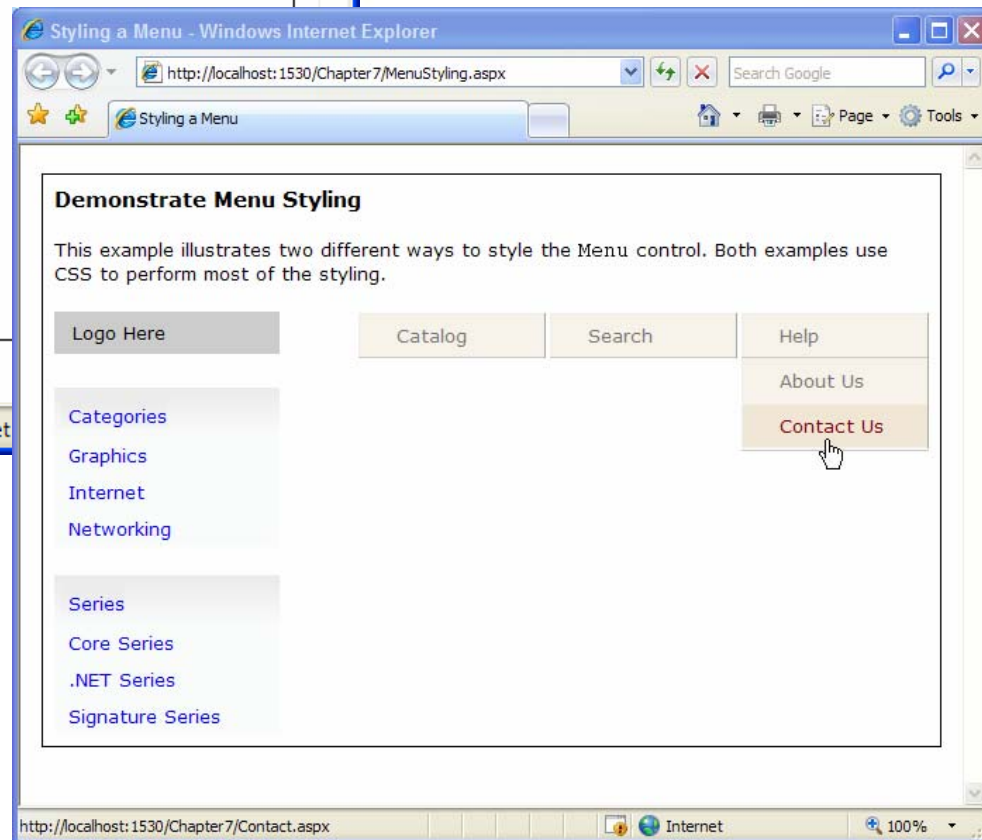 Styling a Menu - Windows Internet Explorer
http://localhost:1530/Chapter7/MenuStyling.aspx
Search Google
Styling a Menu
Page
Tools
Demonstrate Menu Styling
This example illustrates two different ways to style the Menu control. Both examples use
CSS to perform most of the styling.
Logo Here
Catalog
Search
Help
About Us
Contact Us
Categories
Graphics
Internet
Networking
Series
Core Series
.NET Series
Signature Series
et
http://localhost:1530/Chapter7/Contact.aspx
Internet
100%